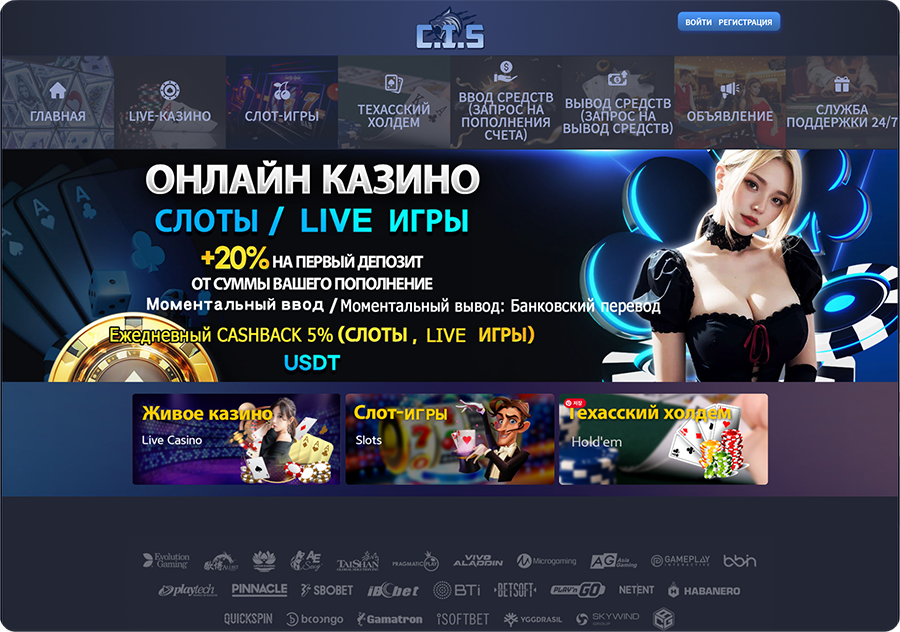 C.I.S
ВОЙТИ РЕГИСТРАЦИЯ
ГЛАВНАЯ
LIVE-КАЗИНО
СЛОТ-ИГРЫ
ТЕХАССКИЙ
ХОЛДЕМ
ВВОД СРЕДСТВ
(ЗАПРОС НА
ПОПОЛНЕНИЯ
СЧЕТА)
ВЫВОД СРЕДСТВ
(ЗАПРОС НА
ВЫВОД СРЕДСТВ)
ОБЪЯВЛЕНИЕ
СЛУЖБА
ПОДДЕРЖКИ 24/7
ОНЛАЙН КАЗИНО
СЛОТЫ / LIVE ИГРЫ
+20% НА ПЕРВЫЙ ДЕПОЗИТ
ОТ СУММЫ ВАШЕГО ПОПОЛНЕНИЕ
Моментальный ввод / Моментальный вывод: Банковский перевод
Ежедневный CASHBACK 5% (СЛОТЫ, LIVE ИГРЫ)
USDT
Живое казино
Live Casino
Слот-игры
Slots
저장
Техасский холдем
Hold'em
Evolution
Gaming
AE
Sexy
TAISHAN
PRAGMATIC PLAY
VIVO
ALADDIN
Microgaming
AG Asia
Gaming
GAMEPLAY
INTERACTIVE
bbin
playtech
PINNACLE
SBOBET
IBCbet
BTi
BETSOFT
PLAY'n GO
NETENT
HABANERO
QUICKSPIN
booongo
Gamatron
iSOFTBET
YGGDRASIL
SKYWIND
GROUP